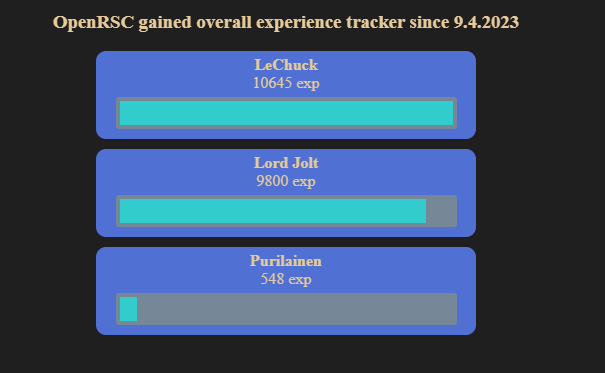 OpenRSC gained overall experience tracker since 9.4.2023
LeChuck
10645 exp
Lord Jolt
9800 exp
Purilainen
548 exp